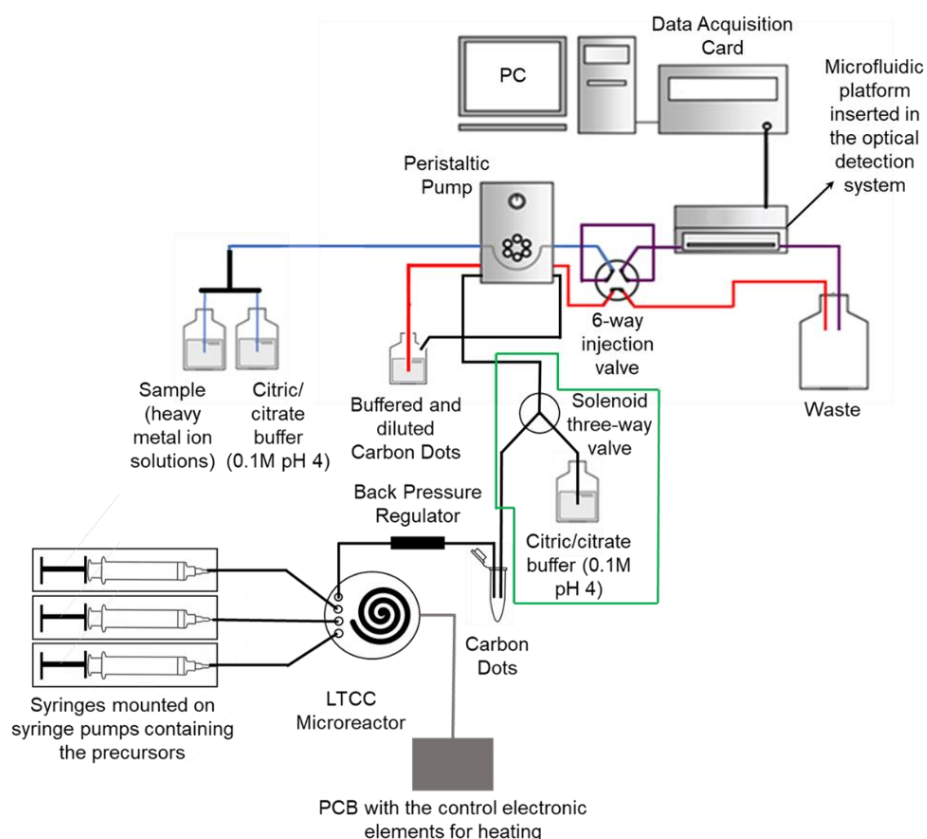 Data Acquisition
Card
PC
Microfluidic
platform
inserted in
the optical
detection
system
Peristaltic
Pump
6-way
injection
valve
Sample
(heavy
metal ion
solutions)
Citric/
citrate
buffer
(0.1M pH 4)
Buffered and
diluted
Carbon Dots
Solenoid
three-way
valve
Waste
Back Pressure
Regulator
Citric/citrate
buffer (0.1M
pH 4)
Carbon
Dots
LTCC
Microreactor
Syringes mounted on
syringe pumps containing
the precursors
PCB with the control electronic
elements for heating